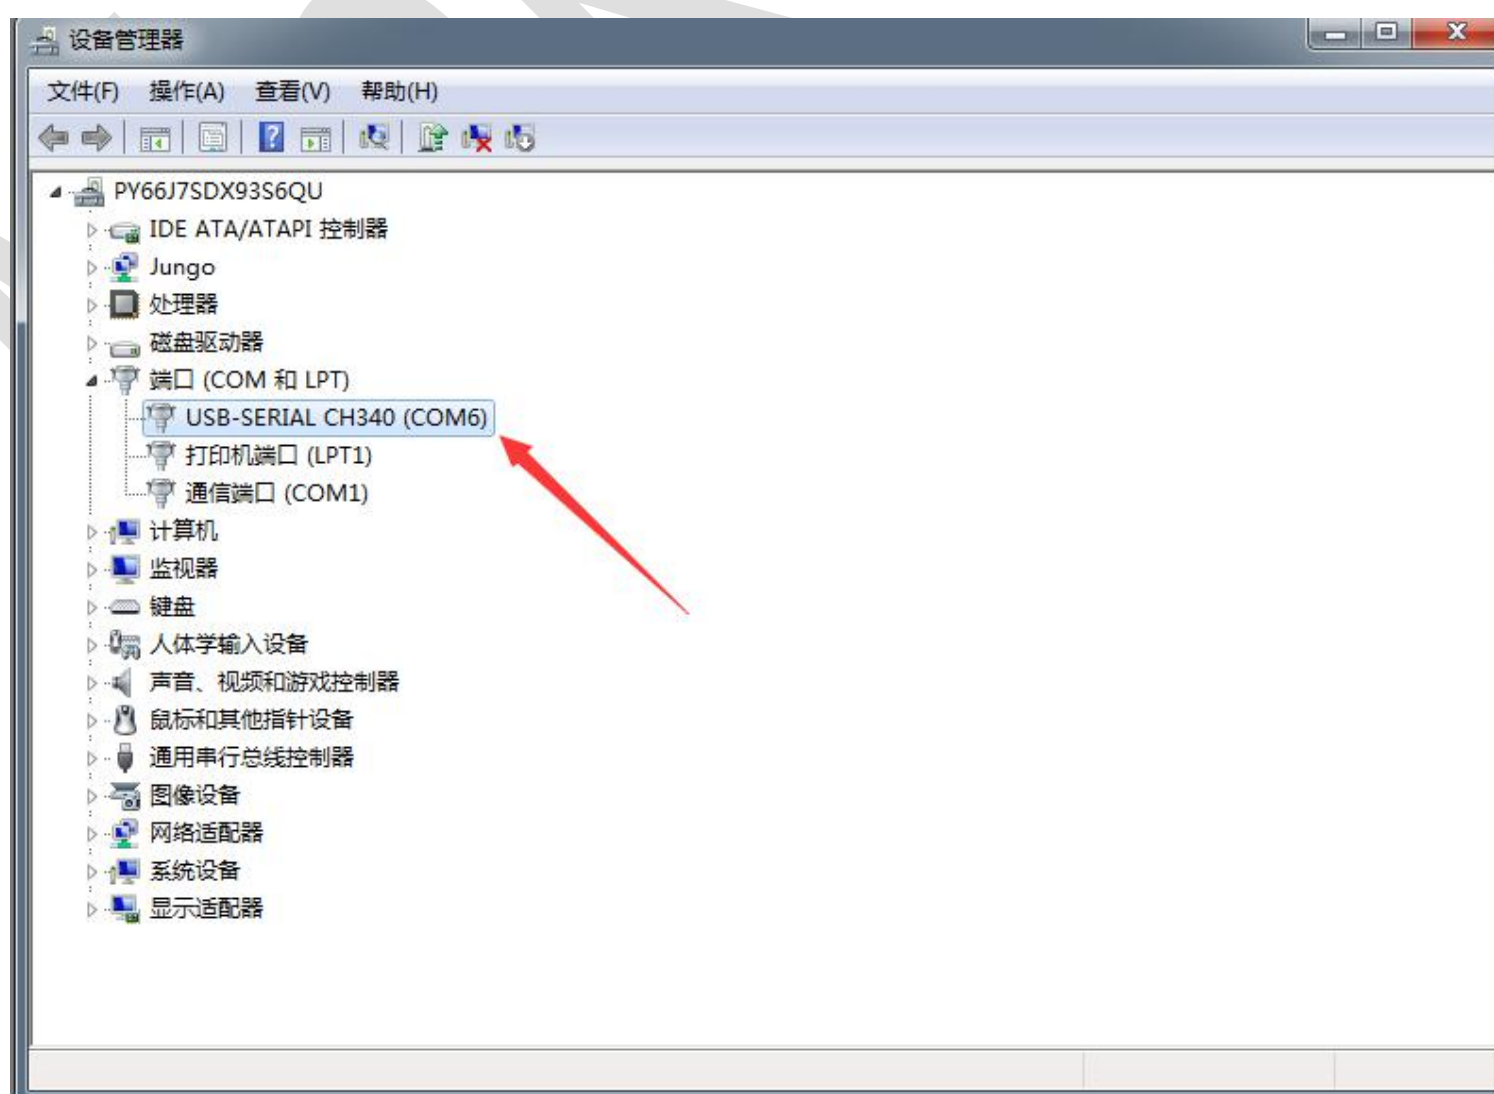 设备管理器
文件(F) 操作(A) 查看(V) 帮助(H)
PY66J7SDX93S6QU
IDE ATA/ATAPI 控制器
Jungo
处理器
磁盘驱动器
端口 (COM 和 LPT)
USB-SERIAL CH340 (COM6)
打印机端口 (LPT1)
通信端口 (COM1)
计算机
监视器
键盘
人体学输入设备
声音、视频和游戏控制器
鼠标和其他指针设备
通用串行总线控制器
图像设备
网络适配器
系统设备
显示适配器